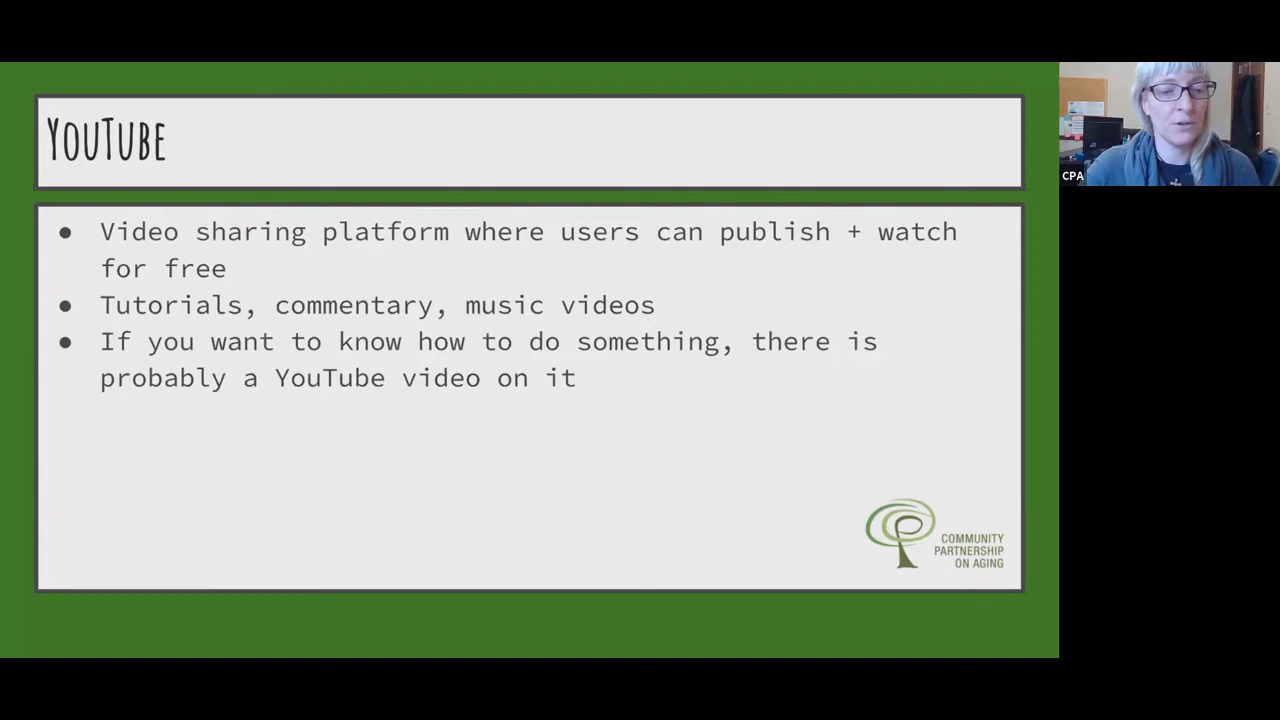 YouTube
● Video sharing platform where users can publish + watch
for free
● Tutorials, commentary, music videos
● If you want to know how to do something, there is
probably a YouTube video on it
COMMUNITY
PARTNERSHIP
ON AGING
CPA